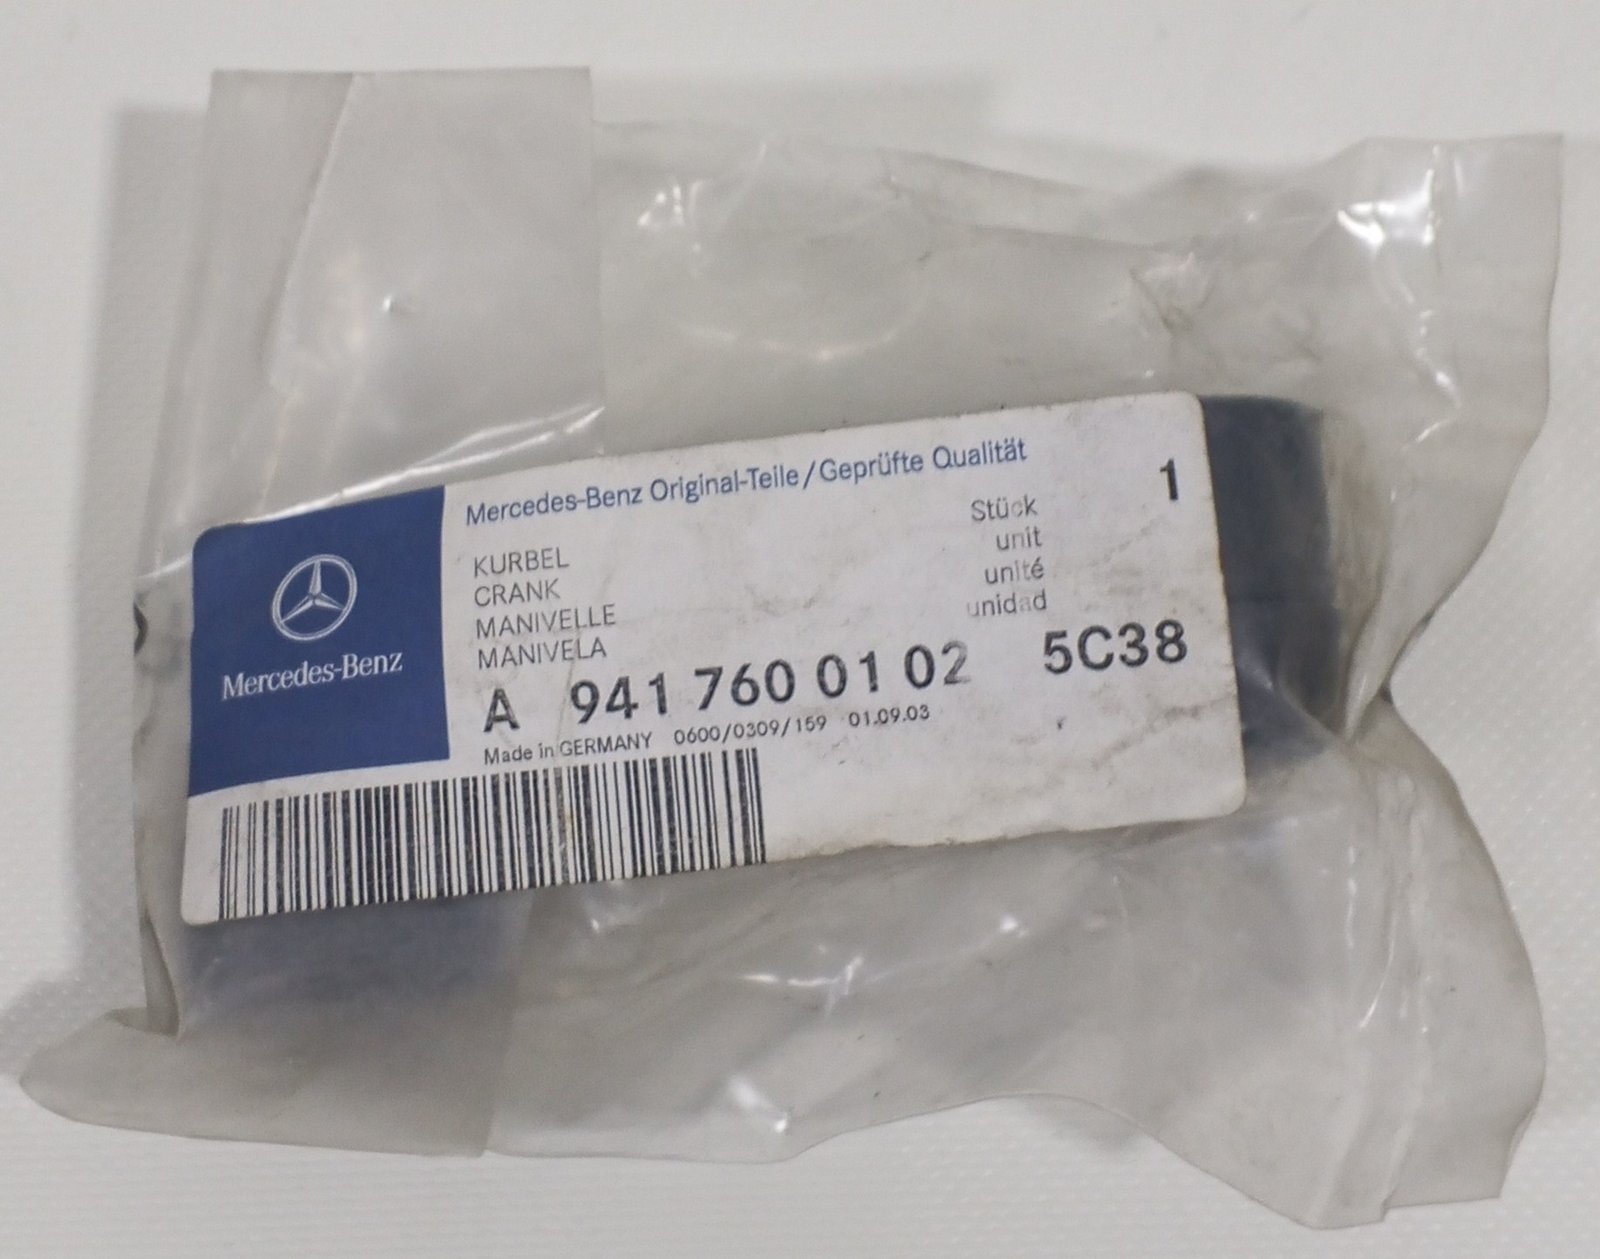 Mercedes-Benz Original-Teile/Geprüfte Qualität
Mercedes-Benz
KURBEL
CRANK
MANIVELLE
MANIVELA
Stück 1
unit
unité
unidad
A 941 760 01 02 5C38
Made in GERMANY 0600/0309/159 01.09.03